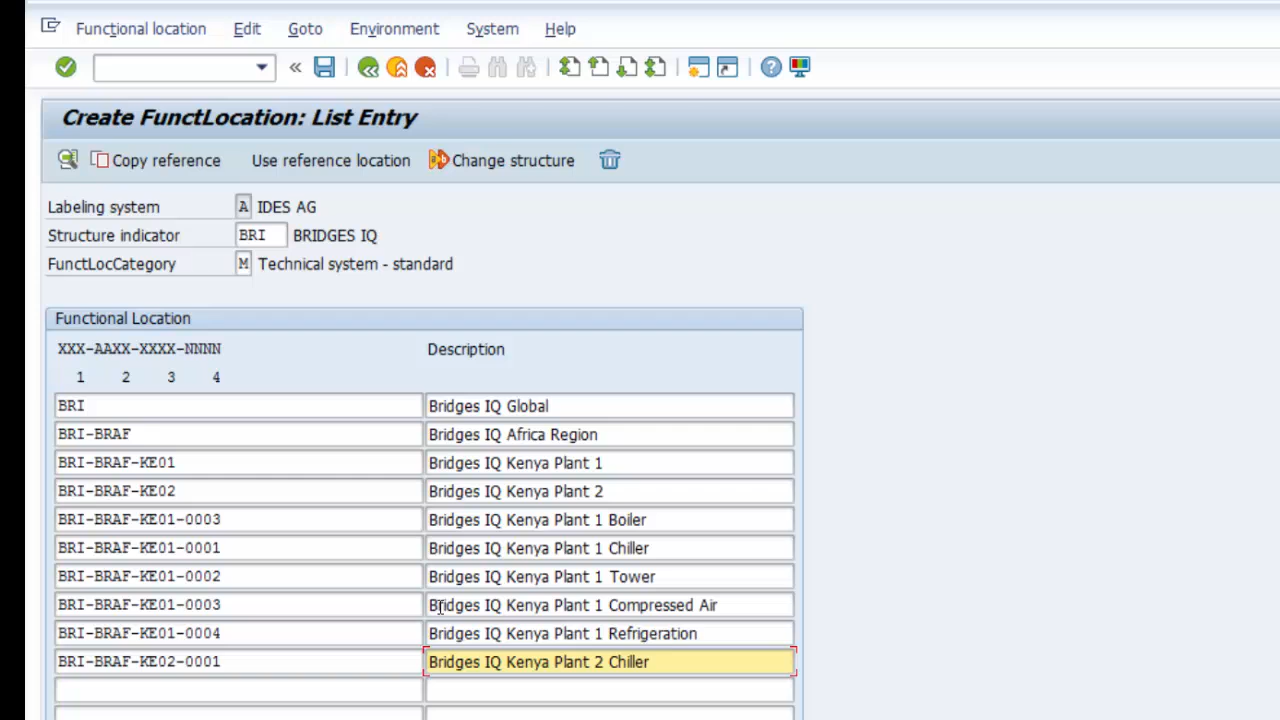 Functional location Edit Goto Environment System Help
Create FunctLocation: List Entry
Copy reference Use reference location Change structure
Labeling system A IDES AG
Structure indicator BRI BRIDGES IQ
FunctLocCategory M Technical system - standard
Functional Location
XXX-AAXX-XXXX-NNNN Description
1 2 3 4
BRI Bridges IQ Global
BRI-BRAF Bridges IQ Africa Region
BRI-BRAF-KE01 Bridges IQ Kenya Plant 1
BRI-BRAF-KE02 Bridges IQ Kenya Plant 2
BRI-BRAF-KE01-0003 Bridges IQ Kenya Plant 1 Boiler
BRI-BRAF-KE01-0001 Bridges IQ Kenya Plant 1 Chiller
BRI-BRAF-KE01-0002 Bridges IQ Kenya Plant 1 Tower
BRI-BRAF-KE01-0003 Bridges IQ Kenya Plant 1 Compressed Air
BRI-BRAF-KE01-0004 Bridges IQ Kenya Plant 1 Refrigeration
BRI-BRAF-KE02-0001 Bridges IQ Kenya Plant 2 Chiller